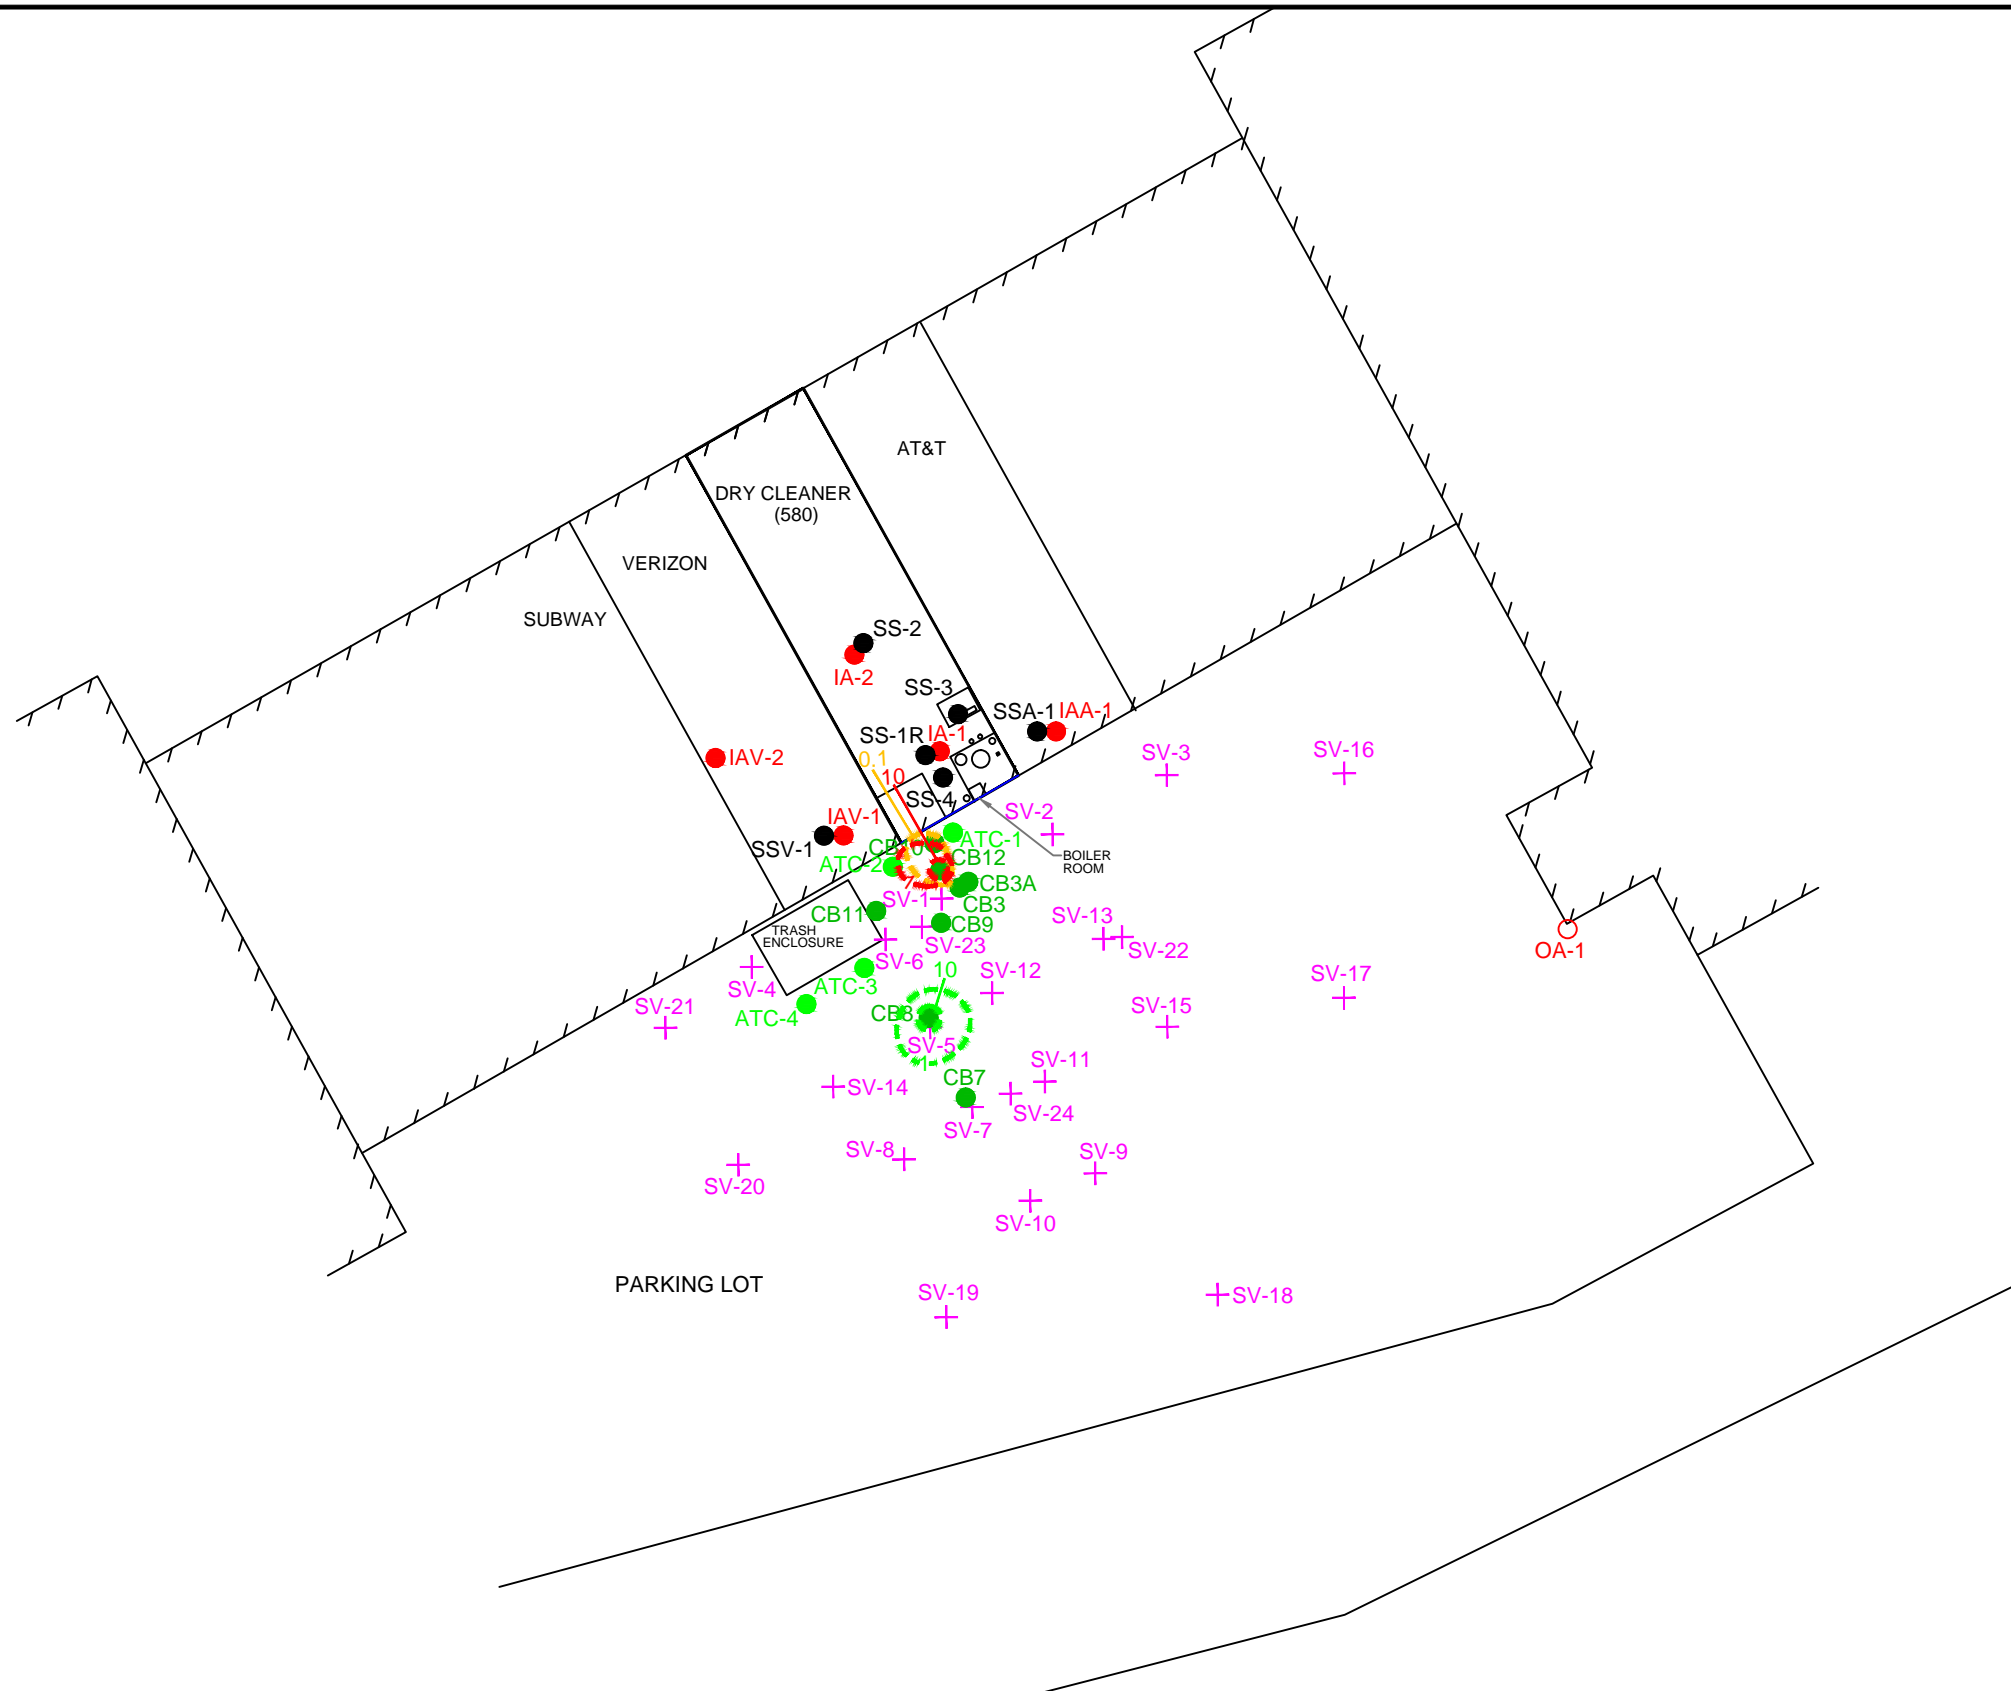 AT&T
DRY CLEANER
(580)
VERIZON
SUBWAY
SS-2
IA-2
SS-3
SSA-1
IAA-1
SS-1R
IA-1
IAV-2
0.1
10
SV-3
SV-16
SS-4
SV-2
IAV-1
SSV-1
ATC-1
CB10
BOILER
ROOM
CB12
ATC-2
7
CB3A
SV-1
CB3
CB11
CB9
SV-13
TRASH
ENCLOSURE
SV-23
SV-22
OA-1
SV-6
10
SV-12
SV-17
SV-4
ATC-3
SV-21
SV-15
CB8
ATC-4
SV-5
1
SV-11
CB7
SV-14
SV-24
SV-7
SV-8
SV-9
SV-20
SV-10
PARKING LOT
SV-19
SV-18